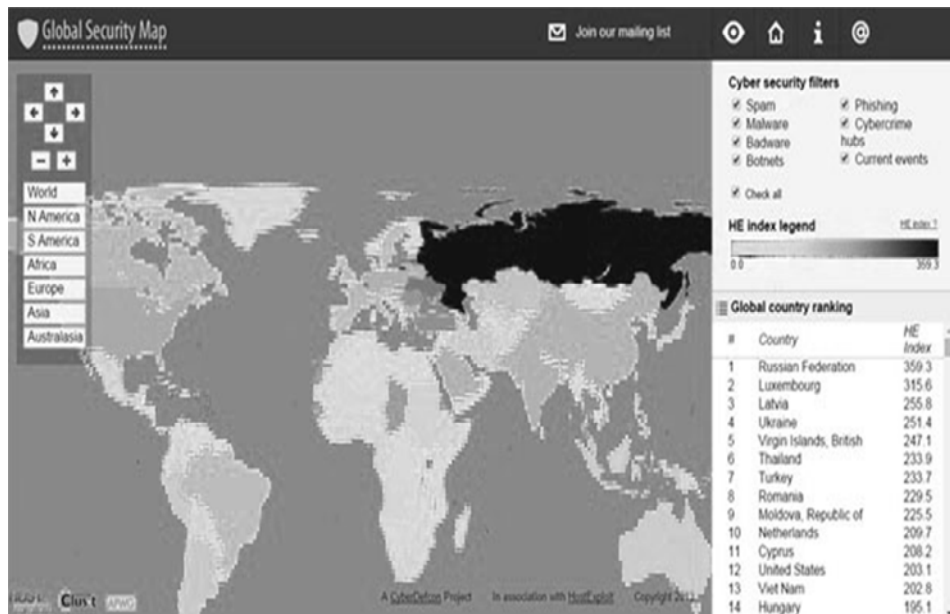 Global Security Map
Join our mailing list
World
N America
S America
Africa
Europe
Asia
Australasia
Cyber security filters
Spam
Malware
Badware
Botnets
Phishing
Cybercrime
hubs
Current events
Check all
HE index legend
HE index ?
0.0 359.3
Global country ranking
# Country HE
Index
1 Russian Federation 359.3
2 Luxembourg 315.6
3 Latvia 255.8
4 Ukraine 251.4
5 Virgin Islands, British 247.1
6 Thailand 233.9
7 Turkey 233.7
8 Romania 229.5
9 Moldova, Republic of 225.5
10 Netherlands 209.7
11 Cyprus 208.2
12 United States 203.1
13 Viet Nam 202.8
14 Hungary 195.1
APWG
A CyberDefcon Project In association with HostExploit Copyright